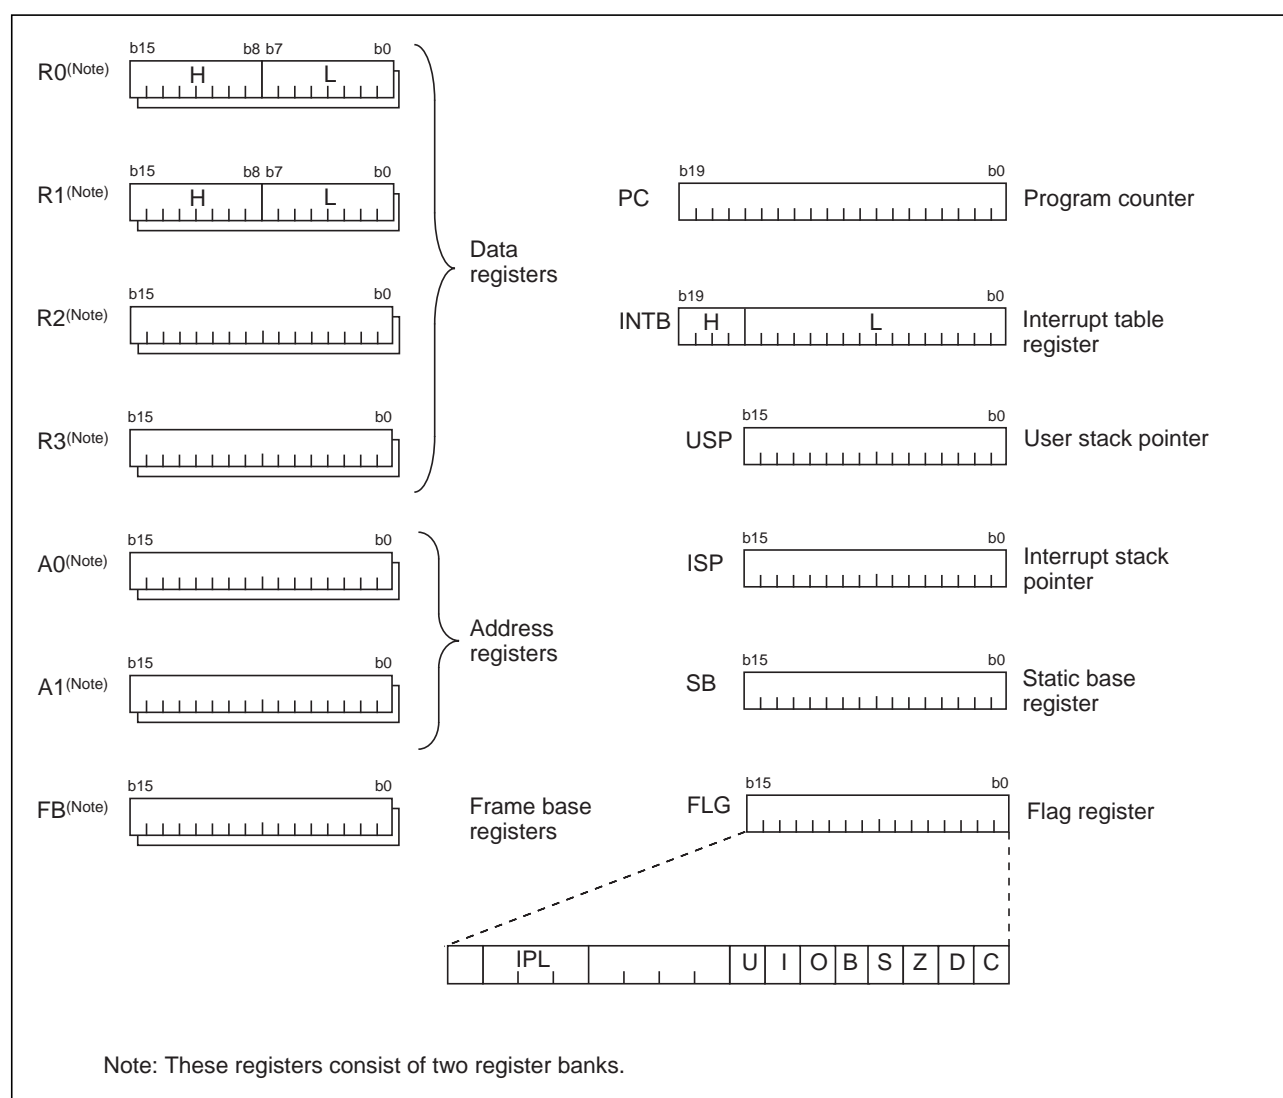 b15 b8 b7 b0
R0(Note) H L
b15 b8 b7 b0
R1(Note) H L
b15 b0
R2(Note)
b15 b0
R3(Note)
Data
registers
b15 b0
A0(Note)
b15 b0
A1(Note)
Address
registers
b15 b0
FB(Note)
Frame base
registers
b19 b0
PC Program counter
b19 b0
INTB H L Interrupt table
register
b15 b0
USP User stack pointer
b15 b0
ISP Interrupt stack
pointer
b15 b0
SB Static base
register
b15 b0
FLG Flag register
IPL U I O B S Z D C
Note: These registers consist of two register banks.